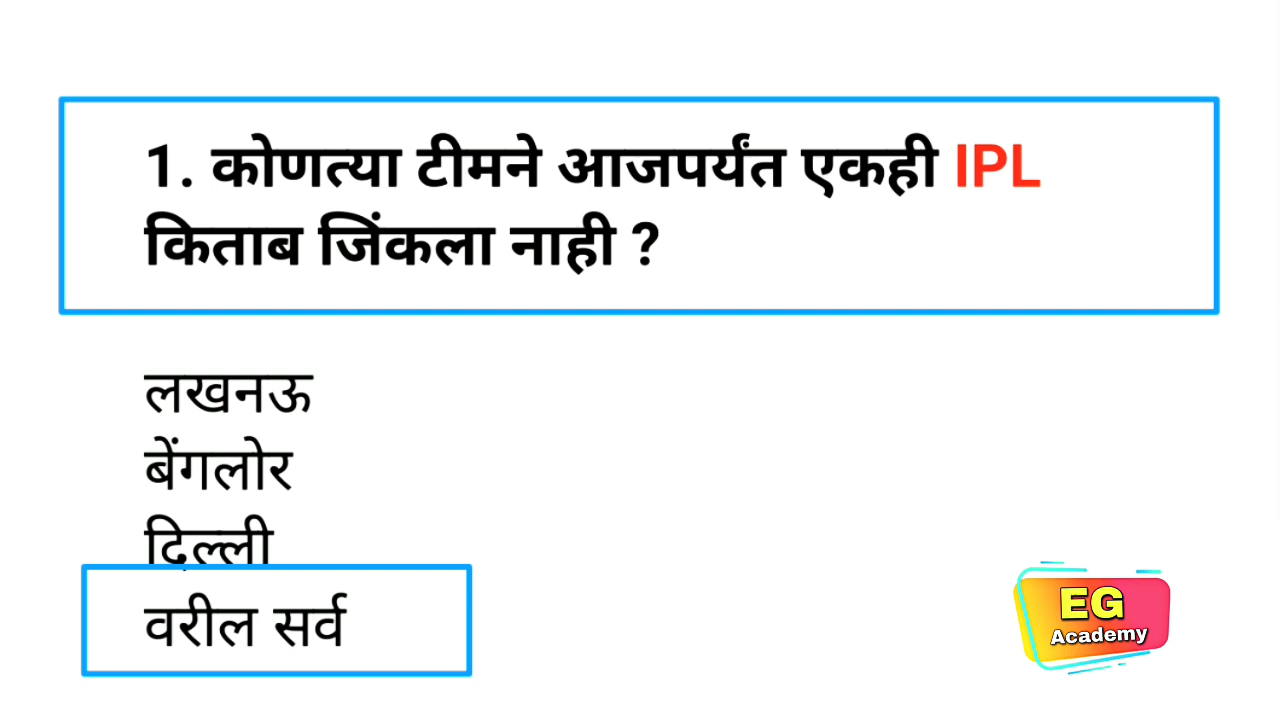 1. कोणत्या टीमने आजपर्यंत एकही IPL
किताब जिंकला नाही ?
लखनऊ
बेंगलोर
दिल्ली
वरील सर्व
EG
Academy